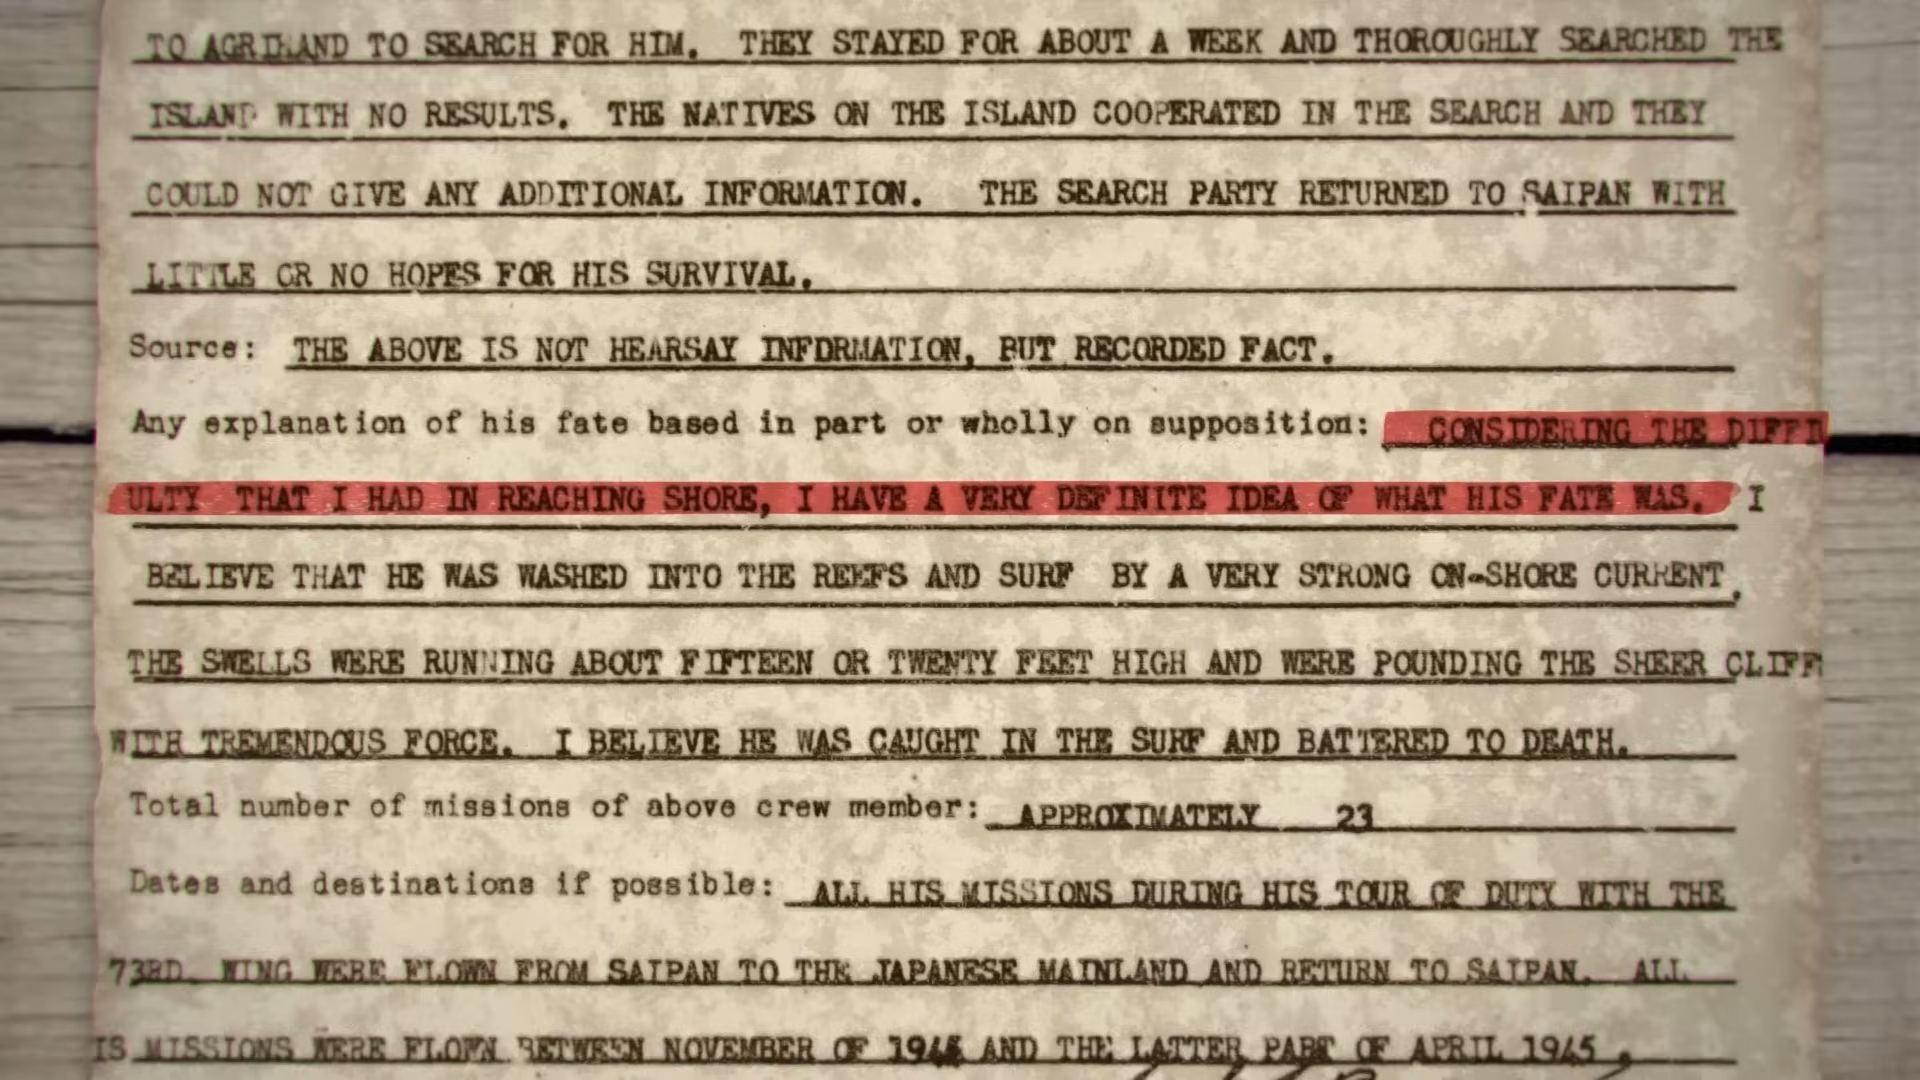 TO AGRIHAND TO SEARCH FOR HIM. THEY STAYED FOR ABOUT A WEEK AND THOROUGHLY SEARCHED THE
ISLAND WITH NO RESULTS. THE NATIVES ON THE ISLAND COOPERATED IN THE SEARCH AND THEY
COULD NOT GIVE ANY ADDITIONAL INFORMATION. THE SEARCH PARTY RETURNED TO SAIPAN WITH
LITTLE OR NO HOPES FOR HIS SURVIVAL.
Source: THE ABOVE IS NOT HEARSAY INFORMATION, BUT RECORDED FACT.
Any explanation of his fate based in part or wholly on supposition: CONSIDERING THE DIFFI
ULTY THAT I HAD IN REACHING SHORE, I HAVE A VERY DEFINITE IDEA OF WHAT HIS FATE WAS. I
BELIEVE THAT HE WAS WASHED INTO THE REEFS AND SURF BY A VERY STRONG ON-SHORE CURRENT.
THE SWELLS WERE RUNNING ABOUT FIFTEEN OR TWENTY FEET HIGH AND WERE POUNDING THE SHEER CLIFF
WITH TREMENDOUS FORCE. I BELIEVE HE WAS CAUGHT IN THE SURF AND BATTERED TO DEATH.
Total number of missions of above crew member: APPROXIMATELY 23
Dates and destinations if possible: ALL HIS MISSIONS DURING HIS TOUR OF DUTY WITH THE
73RD. WING WERE FLOWN FROM SAIPAN TO THE JAPANESE MAINLAND AND RETURN TO SAIPAN. ALL
IS MISSIONS WERE FLOWN BETWEEN NOVEMBER OF AND THE LATTER PART OF APRIL 1945.